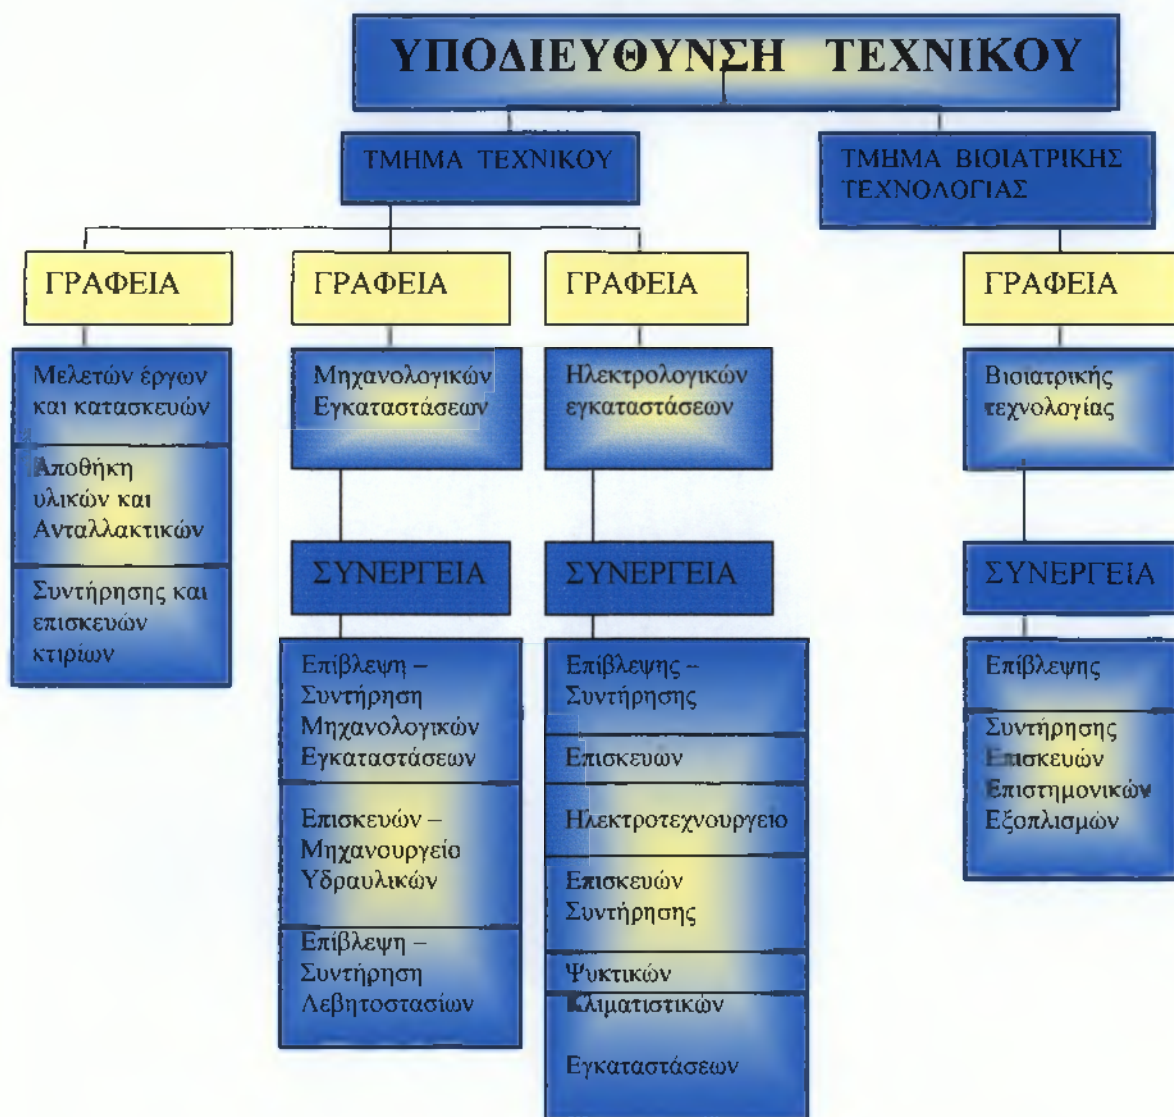 ΥΠΟΔΙΕΥΘΥΝΣΗ ΤΕΧΝΙΚΟΥ
ΤΜΗΜΑ ΤΕΧΝΙΚΟΥ
ΤΜΗΜΑ ΒΙΟΙΑΤΡΙΚΗΣ
ΤΕΧΝΟΛΟΓΙΑΣ
ΓΡΑΦΕΙΑ
Μελετών έργων
και κατασκευών
Αποθήκη
υλικών και
Ανταλλακτικών
Συντήρησης και
επισκευών
κτιρίων
ΓΡΑΦΕΙΑ
Μηχανολογικών
Εγκαταστάσεων
ΣΥΝΕΡΓΕΙΑ
Επίβλεψη –
Συντήρηση
Μηχανολογικών
Εγκαταστάσεων
Επισκευών –
Μηχανουργείο
Υδραυλικών
Επίβλεψη –
Συντήρηση
Λεβητοστασίων
ΓΡΑΦΕΙΑ
Ηλεκτρολογικών
εγκαταστάσεων
ΣΥΝΕΡΓΕΙΑ
Επίβλεψης –
Συντήρησης
Επισκευών
Ηλεκτροτεχνουργείο
Επισκευών
Συντήρησης
Ψυκτικών
Κλιματιστικών
Εγκαταστάσεων
ΓΡΑΦΕΙΑ
Βιοιατρικής
τεχνολογίας
ΣΥΝΕΡΓΕΙΑ
Επίβλεψης
Συντήρησης
Επισκευών
Επιστημονικών
Εξοπλισμών